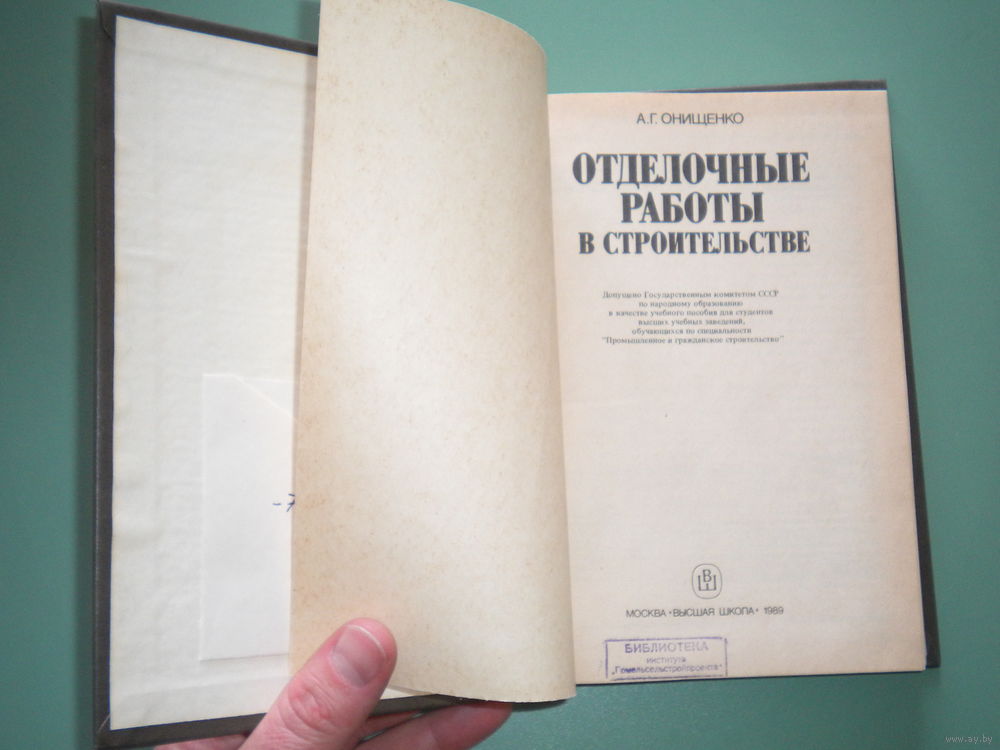 А.Г. ОНИЩЕНКО
ОТДЕЛОЧНЫЕ
РАБОТЫ
В СТРОИТЕЛЬСТВЕ
Допущено Государственным комитетом СССР
по народному образованию
в качестве учебного пособия для студентов
высших учебных заведений,
обучающихся по специальности
"Промышленное и гражданское строительство"
-7
ВШ
МОСКВА "ВЫСШАЯ ШКОЛА" 1989
БИБЛИОТЕКА
института
„Гомельсельстройпроект"
www.ay.by